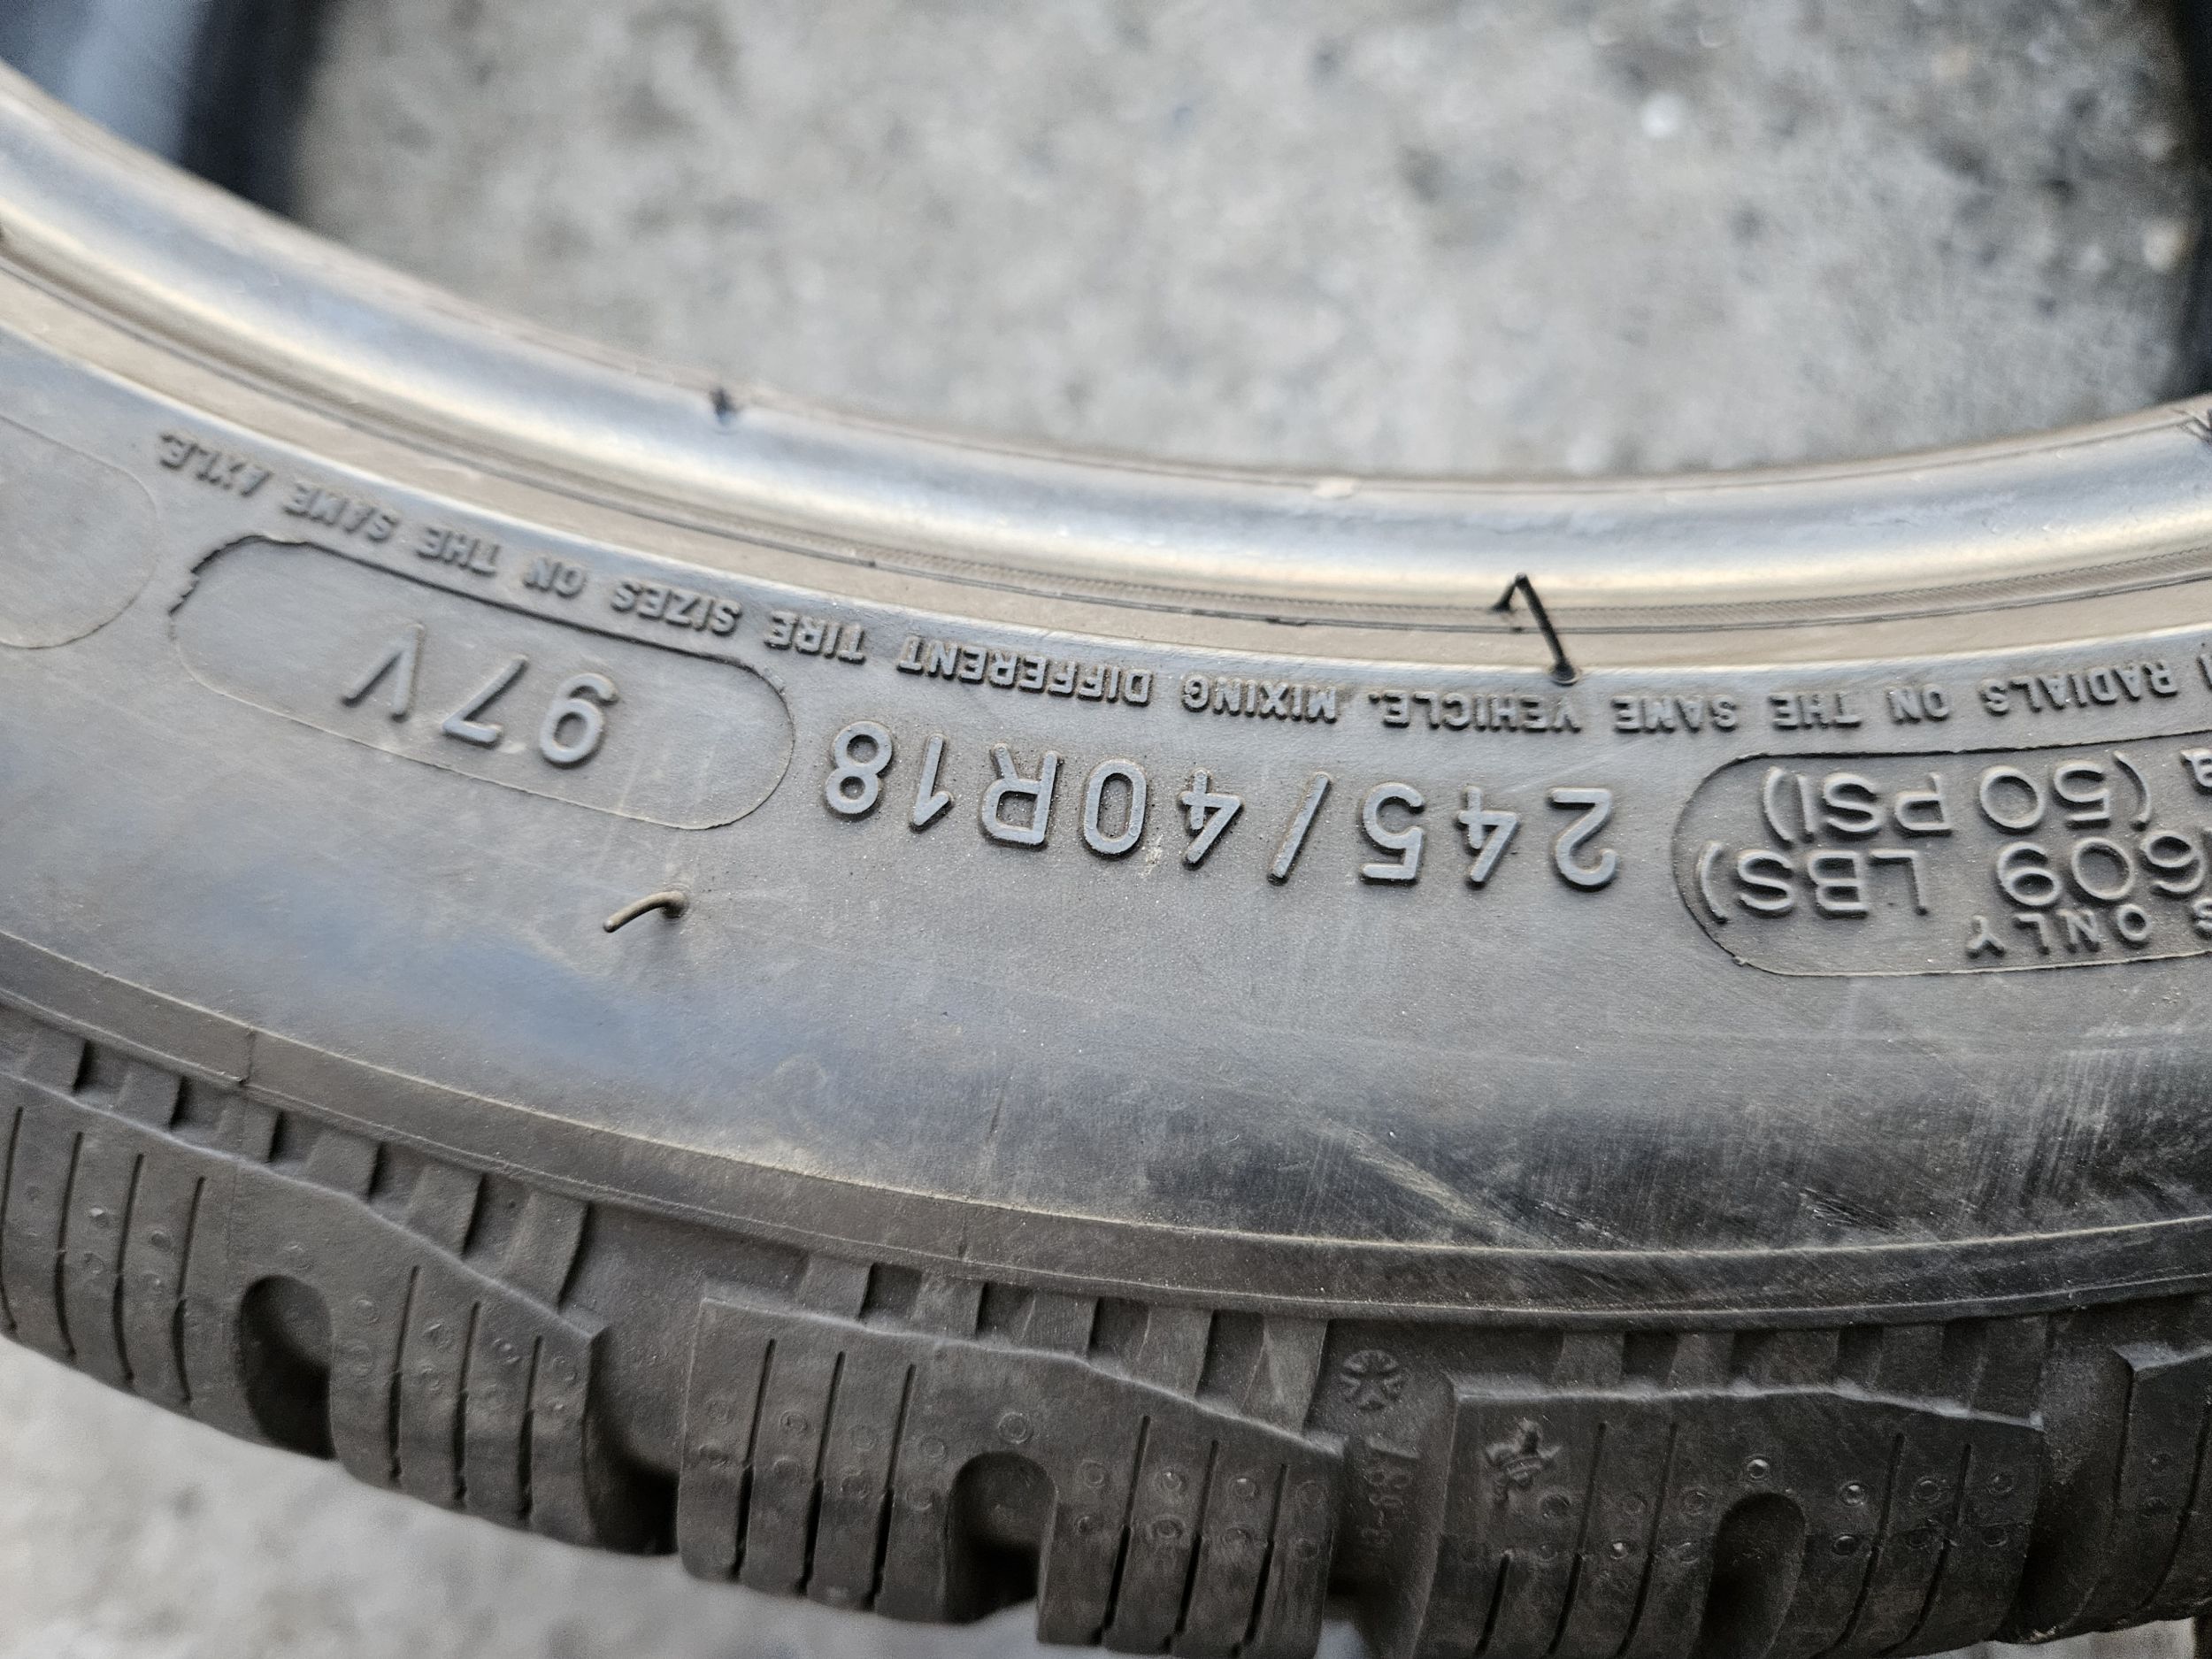 RADIALS ON THE SAME VEHICLE. MIXING DIFFERENT TIRE SIZES ON THE SAME AXLE.
ONLY
609 LBS)
(50 PSI)
245/40R18
97V